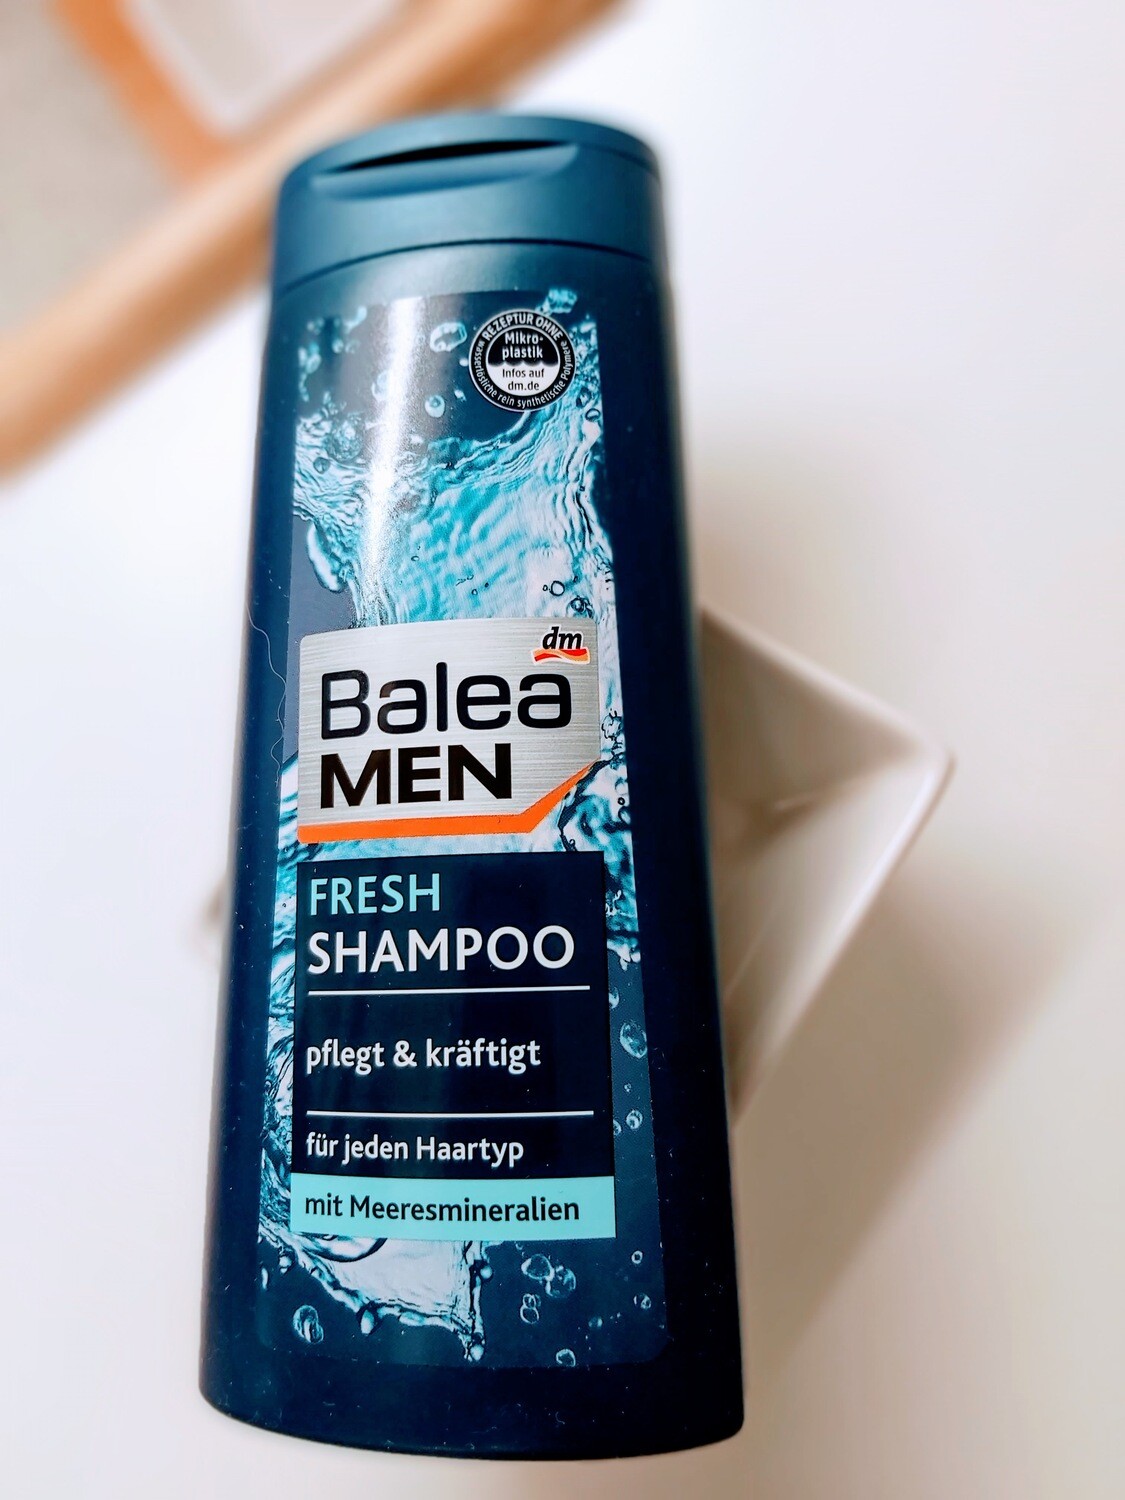 REZEPTUR OHNE
Mikro-
plastik
Infos auf
dm.de
wasserlösliche rein synthetische Polymere
dm
Balea
MEN
FRESH
SHAMPOO
pflegt & kräftigt
für jeden Haartyp
mit Meeresmineralien